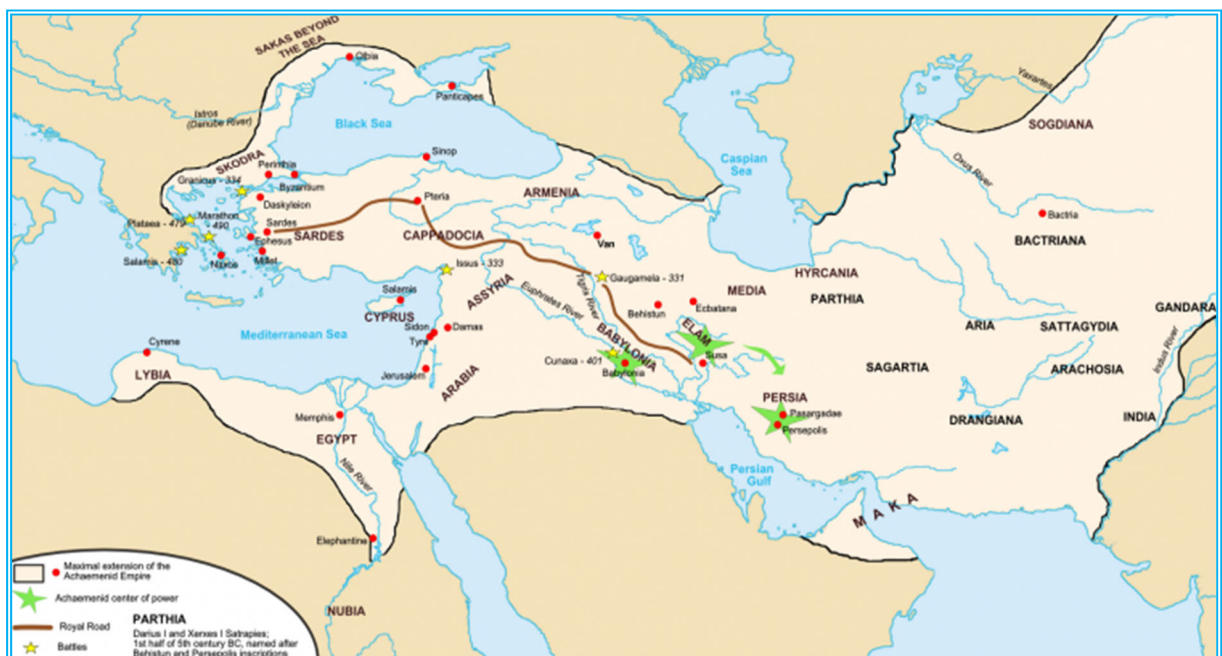 SAKAS BEYOND
THE SEA
Olbia
Panticapes
Istros
(Danube River)
Black Sea
Caspian
Sea
Yaxartes
SOGDIANA
Oxus River
SKODRA
Perinthia
Byzantium
Sinop
Granicus - 334
Daskyleion
Pteria
ARMENIA
Bactria
BACTRIANA
Marathon
- 490
Plataea - 479
Sardes
SARDES
Ephesus
CAPPADOCIA
Van
Salamis - 480
Naxos
Millet
Issus - 333
Gaugamela - 331
HYRCANIA
PARTHIA
MEDIA
ASSYRIA
Tigris River
Euphrates River
Behistun
Ecbatana
GANDARA
Salamis
CYPRUS
Mediterranean Sea
Sidon
Tyre
Damas
BABYLONIA
ELAM
ARIA
SATTAGYDIA
Cyrene
LYBIA
Cunaxa - 401
Babylonia
Susa
SAGARTIA
ARACHOSIA
Indus River
Jerusalem
ARABIA
PERSIA
Pasargadae
Persepolis
DRANGIANA
INDIA
Memphis
EGYPT
Nile River
Persian
Gulf
MAKA
Elephantine
NUBIA
Maximal extension of the
Achaemenid Empire
Achaemenid center of power
Royal Road
Battles
PARTHIA
Darius I and Xerxes I Satrapies;
1st half of 5th century BC, named after
Behistun and Persepolis inscriptions